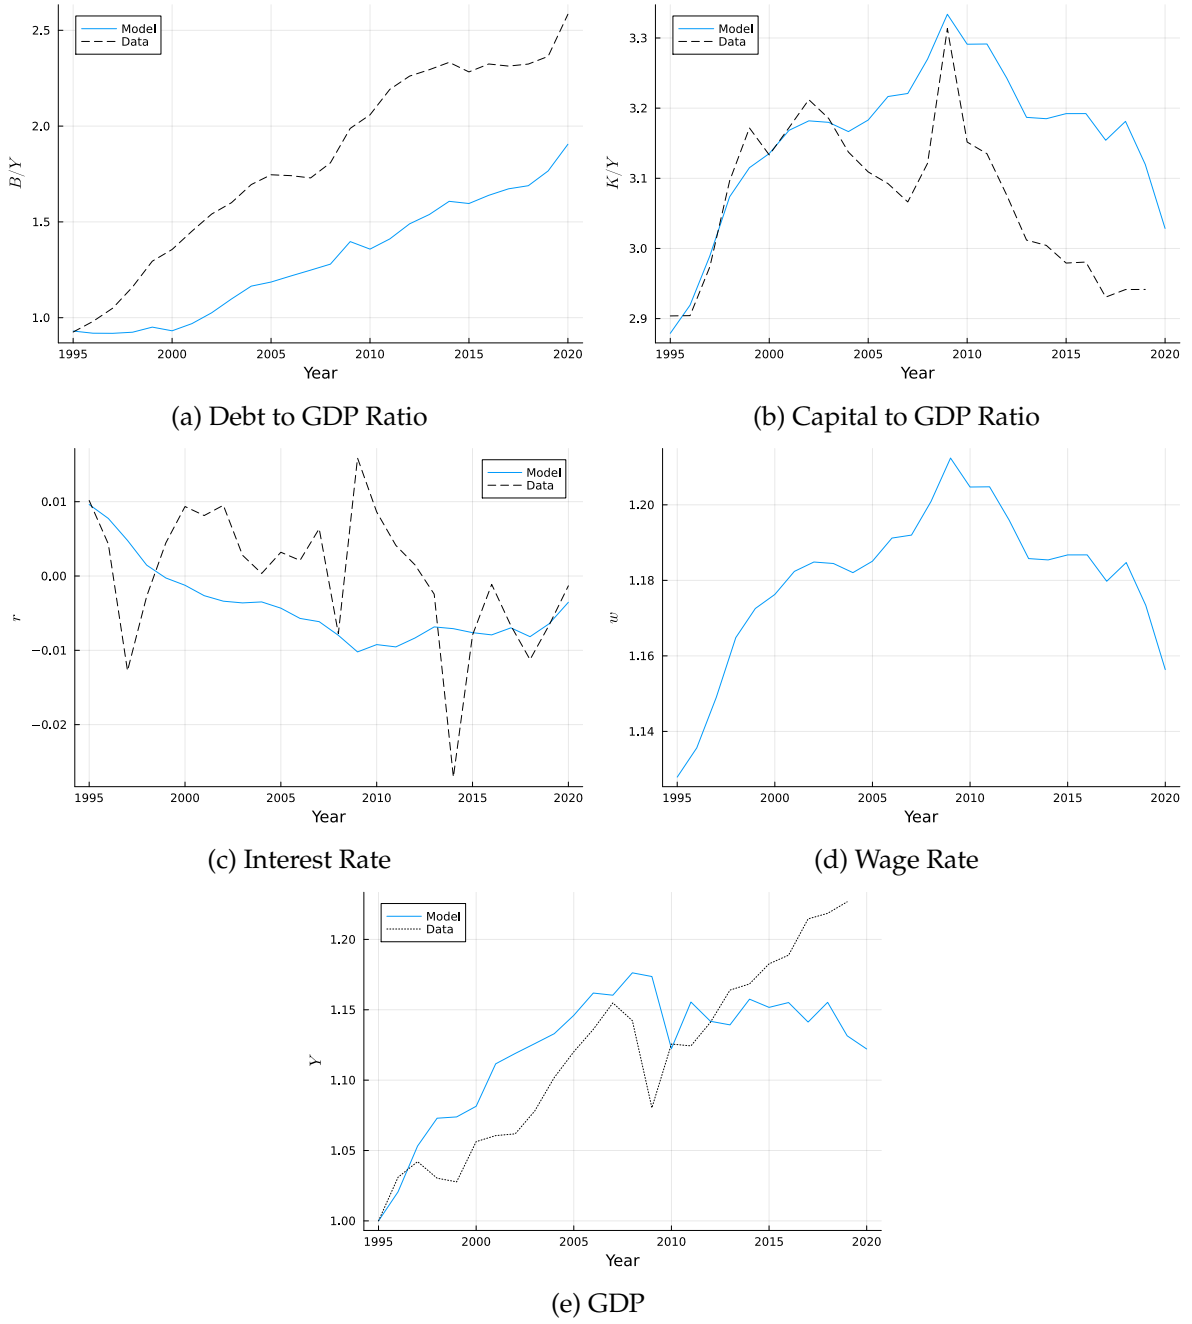 Model
Data
2.5
2.0
1.5
1.0
B/Y
1995 2000 2005 2010 2015 2020
Year
(a) Debt to GDP Ratio
Model
Data
3.3
3.2
3.1
3.0
2.9
K/Y
1995 2000 2005 2010 2015 2020
Year
(b) Capital to GDP Ratio
Model
Data
0.01
0.00
−0.01
−0.02
r
1995 2000 2005 2010 2015 2020
Year
(c) Interest Rate
1.20
1.18
1.16
1.14
w
1995 2000 2005 2010 2015 2020
Year
(d) Wage Rate
Model
Data
1.20
1.15
1.10
1.05
1.00
Y
1995 2000 2005 2010 2015 2020
Year
(e) GDP